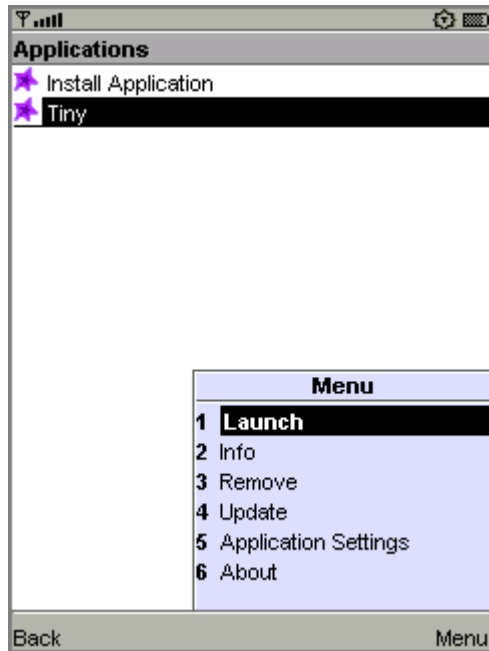 Applications
Install Application
Tiny
Menu
1 Launch
2 Info
3 Remove
4 Update
5 Application Settings
6 About
Back Menu